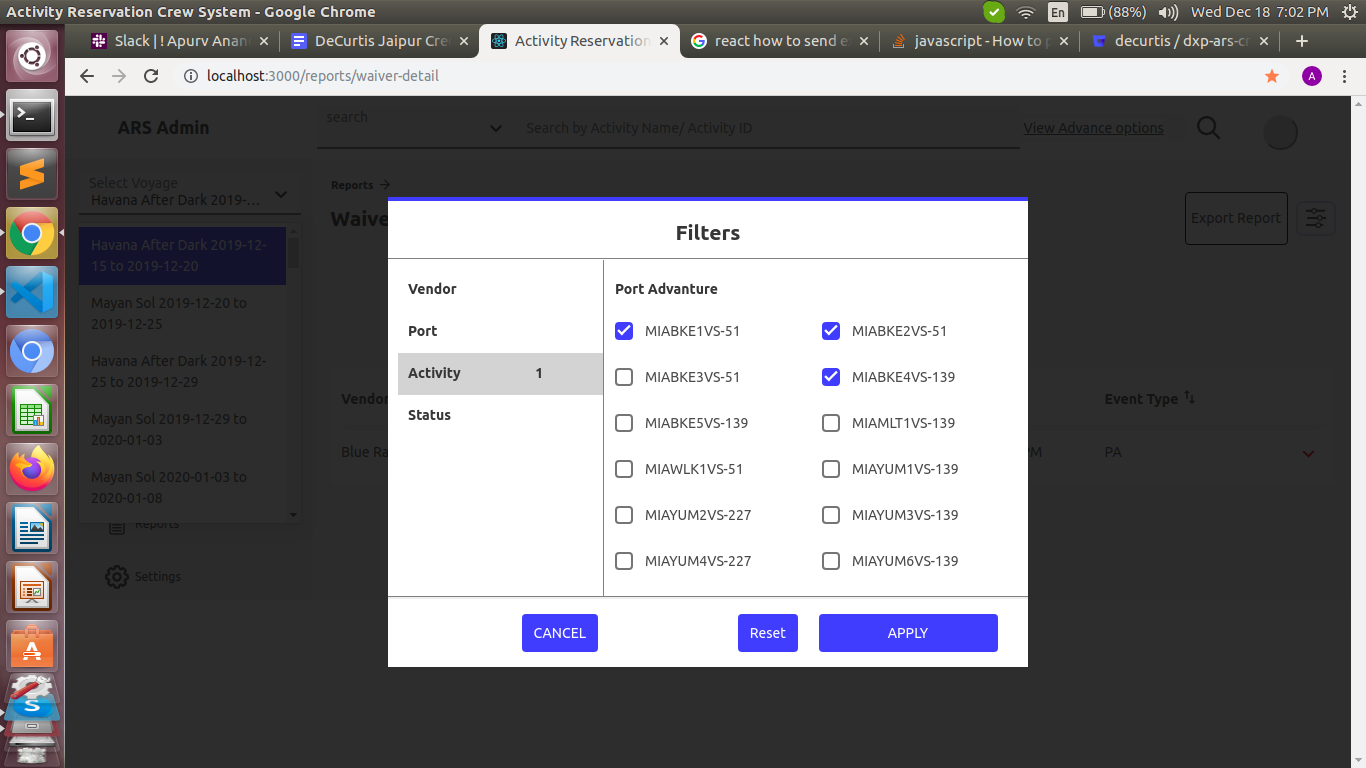 Activity Reservation Crew System - Google Chrome
En (88%) Wed Dec 18 7:02 PM
Slack | ! Apurv Anan
DeCurtis Jaipur Cre
Activity Reservation
react how to send e
javascript - How to p
decurtis / dxp-ars-cr
localhost:3000/reports/waiver-detail
A
ARS Admin
search
Search by Activity Name/ Activity ID
View Advance options
Select Voyage
Havana After Dark 2019-...
Reports
Waive
Export Report
Havana After Dark 2019-12-
15 to 2019-12-20
Mayan Sol 2019-12-20 to
2019-12-25
Havana After Dark 2019-12-
25 to 2019-12-29
Mayan Sol 2019-12-29 to
2020-01-03
Mayan Sol 2020-01-03 to
2020-01-08
Reports
Settings
Vendor
Event Type
Blue Ra
PM
PA
Filters
Vendor
Port
Activity 1
Status
Port Advanture
MIABKE1VS-51 MIABKE2VS-51
MIABKE3VS-51 MIABKE4VS-139
MIABKE5VS-139 MIAMLT1VS-139
MIAWLK1VS-51 MIAYUM1VS-139
MIAYUM2VS-227 MIAYUM3VS-139
MIAYUM4VS-227 MIAYUM6VS-139
CANCEL Reset APPLY